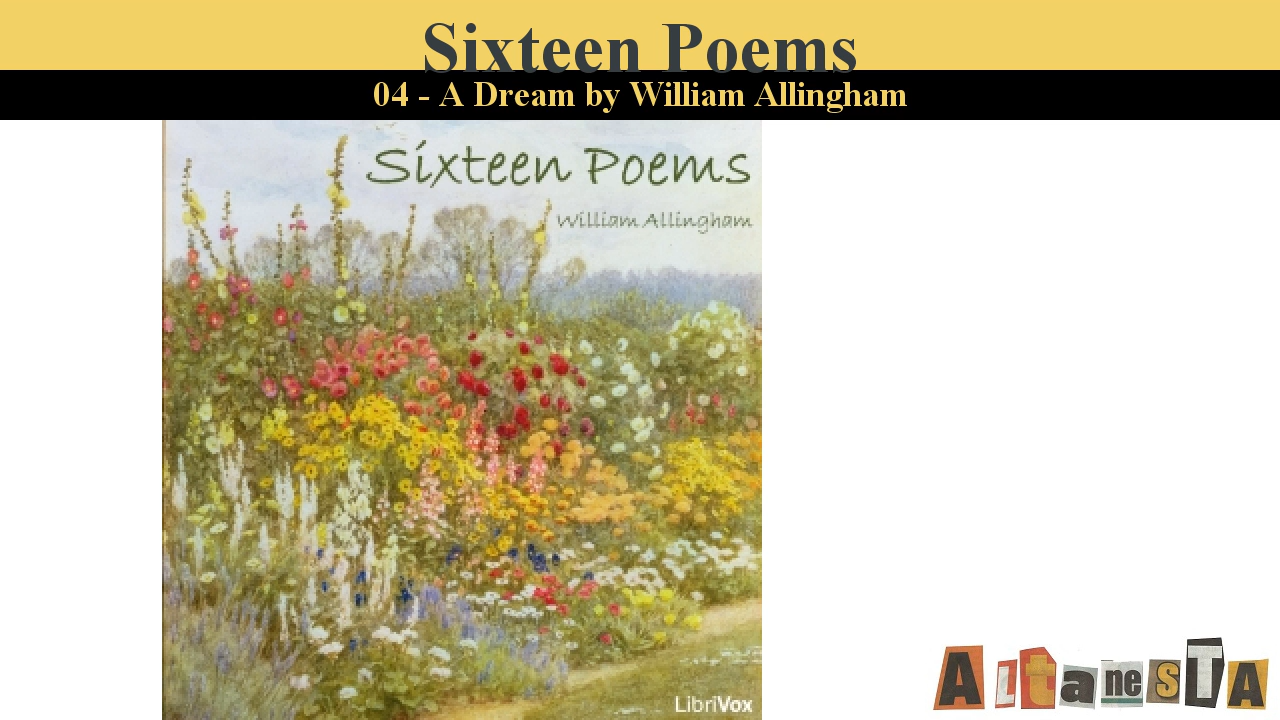 Sixteen Poems
04 - A Dream by William Allingham
Sixteen Poems
William Allingham
LibriVox
AltanesTA